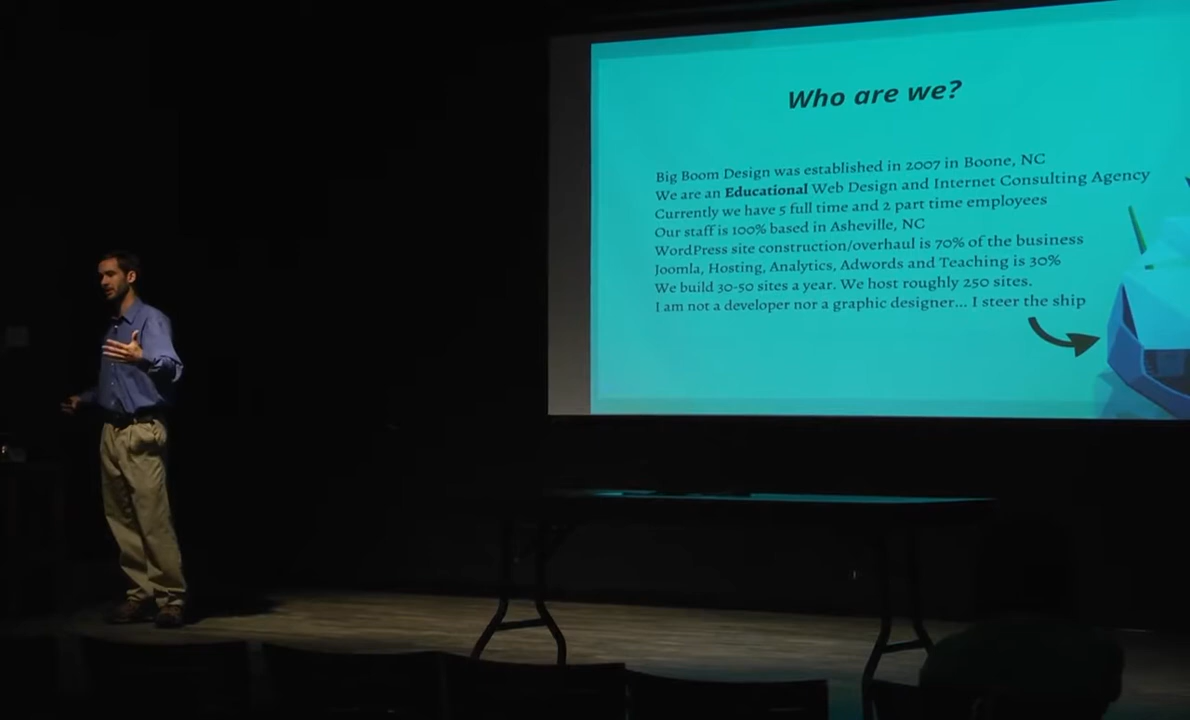 Who are we?
Big Boom Design was established in 2007 in Boone, NC
We are an Educational Web Design and Internet Consulting Agency
Currently we have 5 full time and 2 part time employees
Our staff is 100% based in Asheville, NC
WordPress site construction/overhaul is 70% of the business
Joomla, Hosting, Analytics, Adwords and Teaching is 30%
We build 30-50 sites a year. We host roughly 250 sites.
I am not a developer nor a graphic designer... I steer the ship